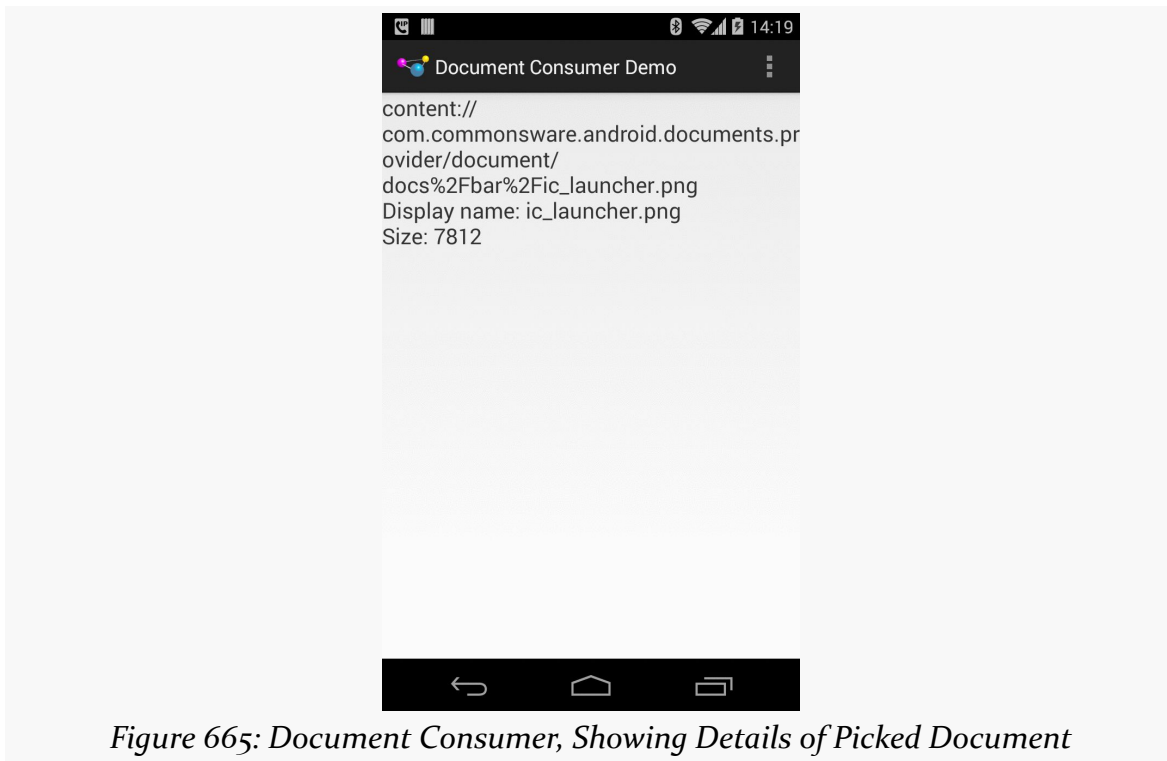 14:19
Document Consumer Demo
content://
com.commonsware.android.documents.pr
ovider/document/
docs%2Fbar%2Fic_launcher.png
Display name: ic_launcher.png
Size: 7812
Figure 665: Document Consumer, Showing Details of Picked Document